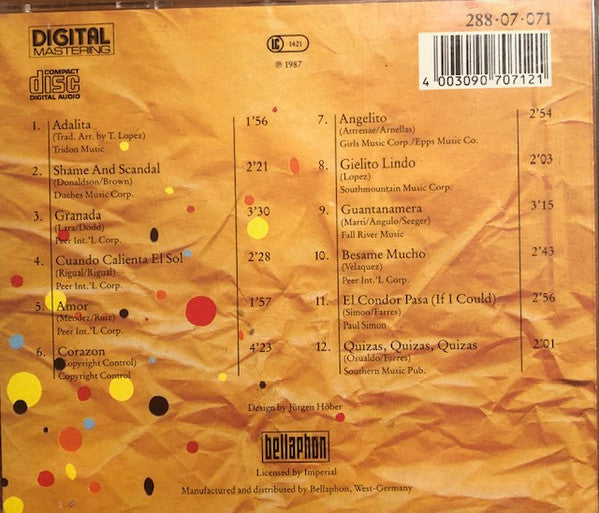 DIGITAL
MASTERING
COMPACT
disc
DIGITAL AUDIO
LC 1421
℗ 1987
288·07·071
4 003090 707121
1. Adalita 1'56
(Trad. Arr. by T. Lopez)
Tridon Music
2. Shame And Scandal 2'21
(Donaldson/Brown)
Duches Music Corp.
3. Granada 3'30
(Lara/Dodd)
Peer Int.'L Corp.
4. Cuando Calienta El Sol 2'28
(Rigual/Rigual)
Peer Int.'L Corp.
5. Amor 1'57
(Mendez/Ruiz)
Peer Int.'L Corp.
6. Corazon 4'23
(Copyright Control)
Copyright Control
7. Angelito 2'54
(Attrenae/Arnellas)
Girls Music Corp./Epps Music Co.
8. Gielito Lindo 2'03
(Lopez)
Southmountain Music Corp.
9. Guantanamera 3'15
(Marti/Angulo/Seeger)
Fall River Music
10. Besame Mucho 2'43
(Velaquez)
Peer Int.'L Corp.
11. El Condor Pasa (If I Could) 2'56
(Simon/Farres)
Paul Simon
12. Quizas, Quizas, Quizas 2'01
(Osualdo/Farres)
Southern Music Pub.
Design by Jürgen Höber
bellaphon
Licensed by Imperial
Manufactured and distributed by Bellaphon, West-Germany